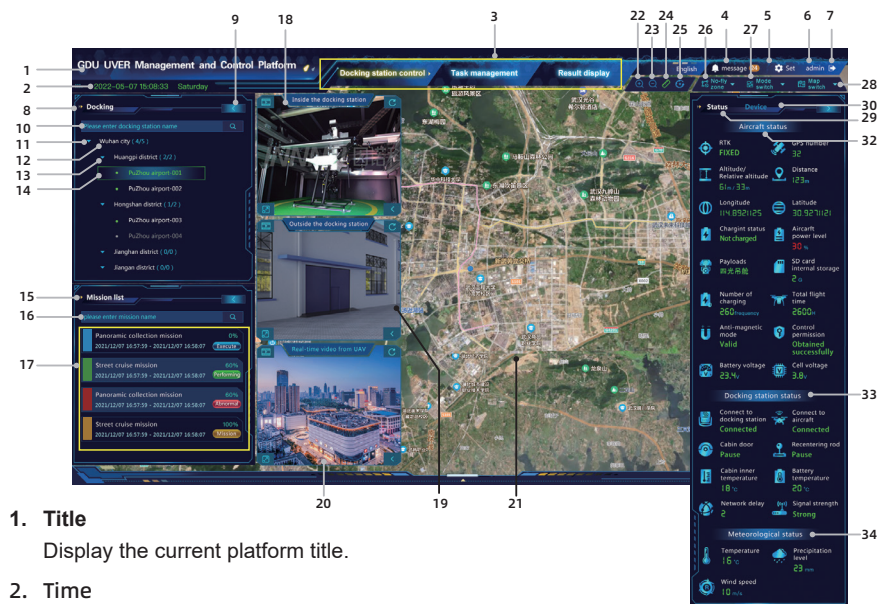 9 18 3 22 24 26 4 27 5 6 7
23 25
1 GDU UVER Management and Control Platform
Docking station control › Task management Result display
English message Set admin
2 2022-05-07 15:08:33 Saturday
No-fly zone Mode switch Map switch 28
8 Docking
10 Please enter docking station name
11 Wuhan city ( 4/5 )
12 Huangpi district ( 2/2 )
13 PuZhou airport-001
14 PuZhou airport-002
Hongshan district ( 1/2 )
PuZhou airport-003
PuZhou airport-004
Jianghan district ( 0/0 )
Jiangan district ( 0/0 )
15 Mission list
16 please enter mission name
17
Panoramic collection mission 0%
2021/12/07 16:57:59 - 2021/12/07 16:58:07 Execute
Street cruise mission 60%
2021/12/07 16:57:59 - 2021/12/07 16:58:07 Performing
Panoramic collection mission 60%
2021/12/07 16:57:59 - 2021/12/07 16:58:07 Abnormal
Street cruise mission 100%
2021/12/07 16:57:59 - 2021/12/07 16:58:07 Mission
Inside the docking station
Outside the docking station
Real-time video from UAV
20 19 21
Status Device 30
29
Aircraft status 32
RTK
FIXED
GPS number
32
Altitude/
Relative altitude
61m / 33m
Distance
123m
Longitude
114.8921125
Latitude
30.9271121
Chargint status
Not charged
Aircarft
power level
30 %
Payloads
四光吊舱
SD card
internal storage
2 G
Number of
charging
260frequency
Total flight
time
2600H
Anti-magnetic
mode
Valid
Control
permission
Obtained
successfully
Battery voltage
23.4v
Cell voltage
3.8v
Docking station status 33
Connect to
docking station
Connected
Connect to
aircraft
Connected
Cabin door
Pause
Recentering rod
Pause
Cabin inner
temperature
18 °C
Battery
temperature
20 °C
Network delay
2
Signal strength
Strong
Meteorological status 34
Temperature
16 °C
Precipitation
level
23 mm
Wind speed
10 m/s
1. Title
Display the current platform title.
2. Time